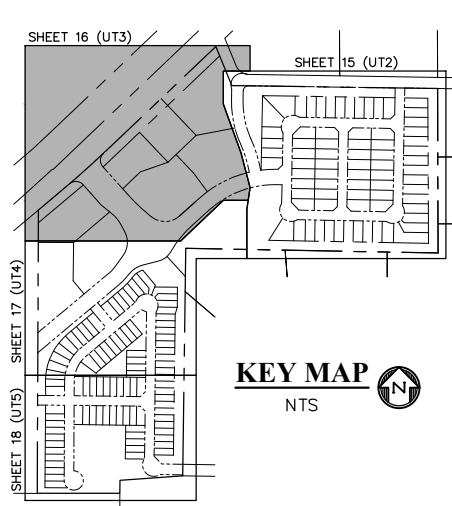 SHEET 16 (UT3)
SHEET 15 (UT2)
SHEET 17 (UT4)
SHEET 18 (UT5)
KEY MAP N
NTS